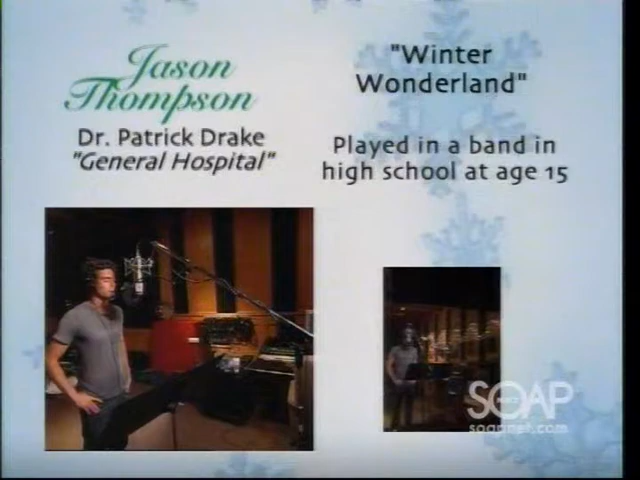 Jason
Thompson
Dr. Patrick Drake
"General Hospital"
"Winter
Wonderland"
Played in a band in
high school at age 15
SOAP
soapnet.com